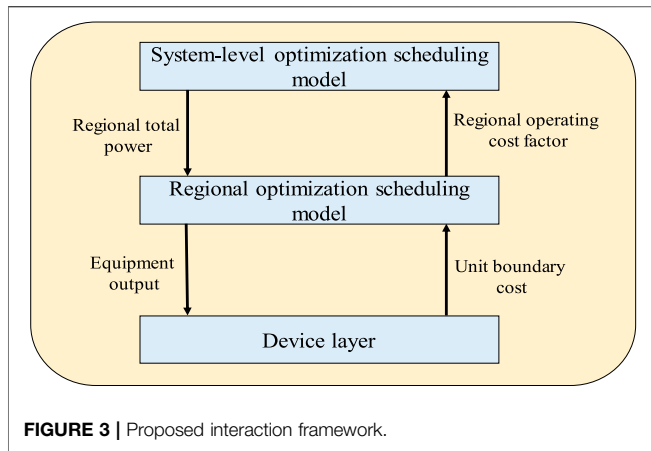 System-level optimization scheduling
model
Regional total
power
Regional operating
cost factor
Regional optimization scheduling
model
Equipment
output
Unit boundary
cost
Device layer
FIGURE 3 | Proposed interaction framework.